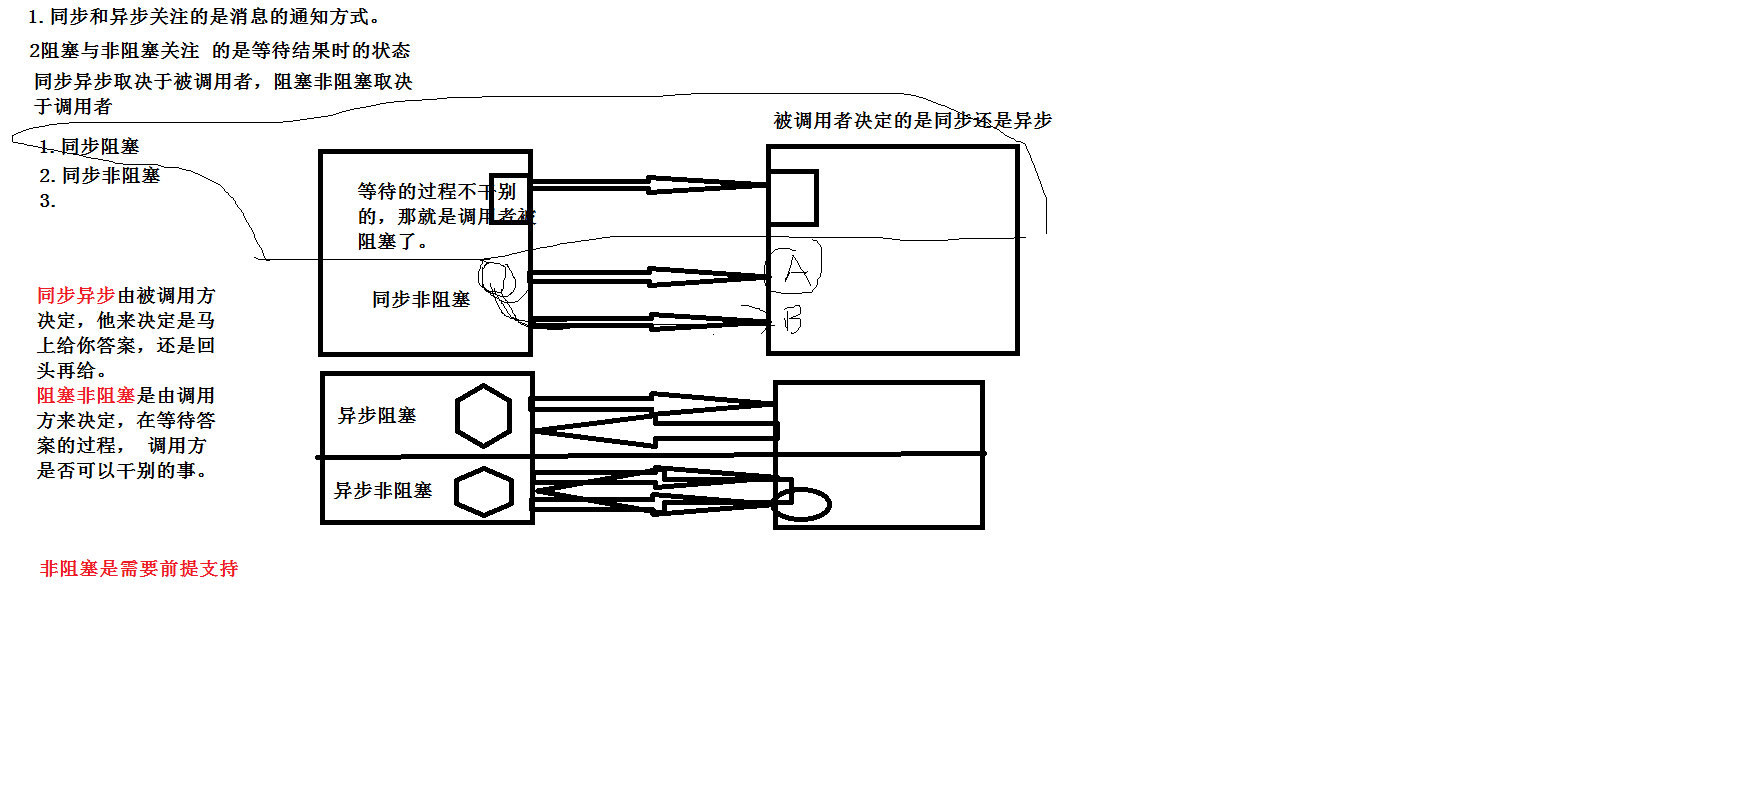 1. 同步和异步关注的是消息的通知方式。
2阻塞与非阻塞关注 的是等待结果时的状态
同步异步取决于被调用者，阻塞非阻塞取决
于调用者
1. 同步阻塞
2. 同步非阻塞
3.
被调用者决定的是同步还是异步
等待的过程不干别
的，那就是调用者被
阻塞了。
同步非阻塞
A
B
同步异步由被调用方
决定，他来决定是马
上给你答案，还是回
头再给。
阻塞非阻塞是由调用
方来决定，在等待答
案的过程， 调用方
是否可以干别的事。
异步阻塞
异步非阻塞
非阻塞是需要前提支持